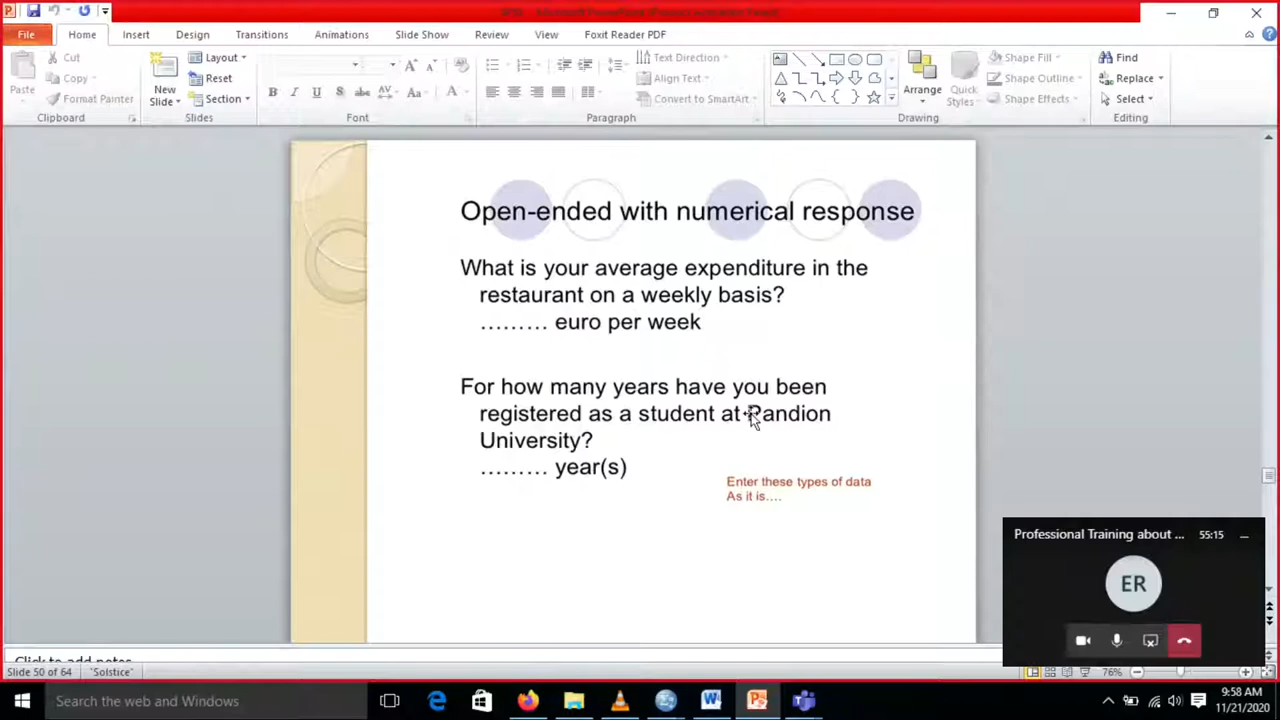 File
Home
Insert
Design
Transitions
Animations
Slide Show
Review
View
Foxit Reader PDF
Paste
Cut
Copy
Format Painter
Clipboard
New
Slide
Layout
Reset
Section
Slides
B I U S abc AV Aa A
Font
Text Direction
Align Text
Convert to SmartArt
Paragraph
Arrange
Quick
Styles
Shape Fill
Shape Outline
Shape Effects
Drawing
Find
Replace
Select
Editing
Open-ended with numerical response
What is your average expenditure in the
restaurant on a weekly basis?
……… euro per week
For how many years have you been
registered as a student at Randion
University?
……… year(s)
Enter these types of data
As it is….
Professional Training about ... 55:15
ER
Click to add notes
Slide 50 of 64
'Solstice'
76%
Search the web and Windows
9:58 AM
11/21/2020